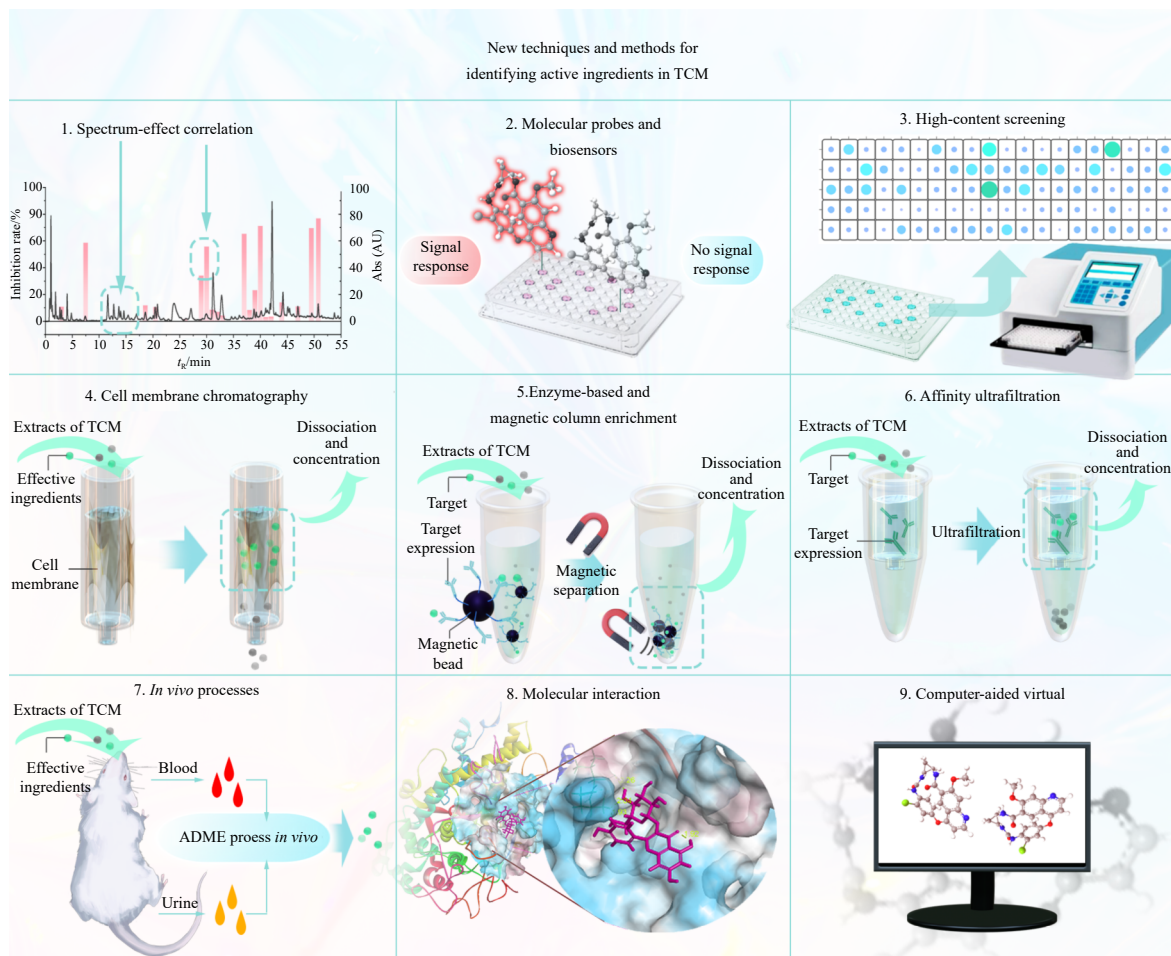 New techniques and methods for
identifying active ingredients in TCM
1. Spectrum-effect correlation
100
90
60
40
20
0
Inhibition rate/%
100
80
60
40
20
0
Abs (AU)
0 5 10 15 20 25 30 35 40 45 50 55
tR/min
2. Molecular probes and
biosensors
Signal
response
No signal
response
3. High-content screening
4. Cell membrane chromatography
Extracts of TCM
Effective
ingredients
Cell
membrane
Dissociation
and
concentration
5.Enzyme-based and
magnetic column enrichment
Extracts of TCM
Target
Target
expression
Magnetic
bead
Magnetic
separation
Dissociation
and
concentration
6. Affinity ultrafiltration
Extracts of TCM
Target
Target
expression
Ultrafiltration
Dissociation
and
concentration
7. In vivo processes
Extracts of TCM
Effective
ingredients
Blood
ADME proess in vivo
Urine
8. Molecular interaction
9. Computer-aided virtual